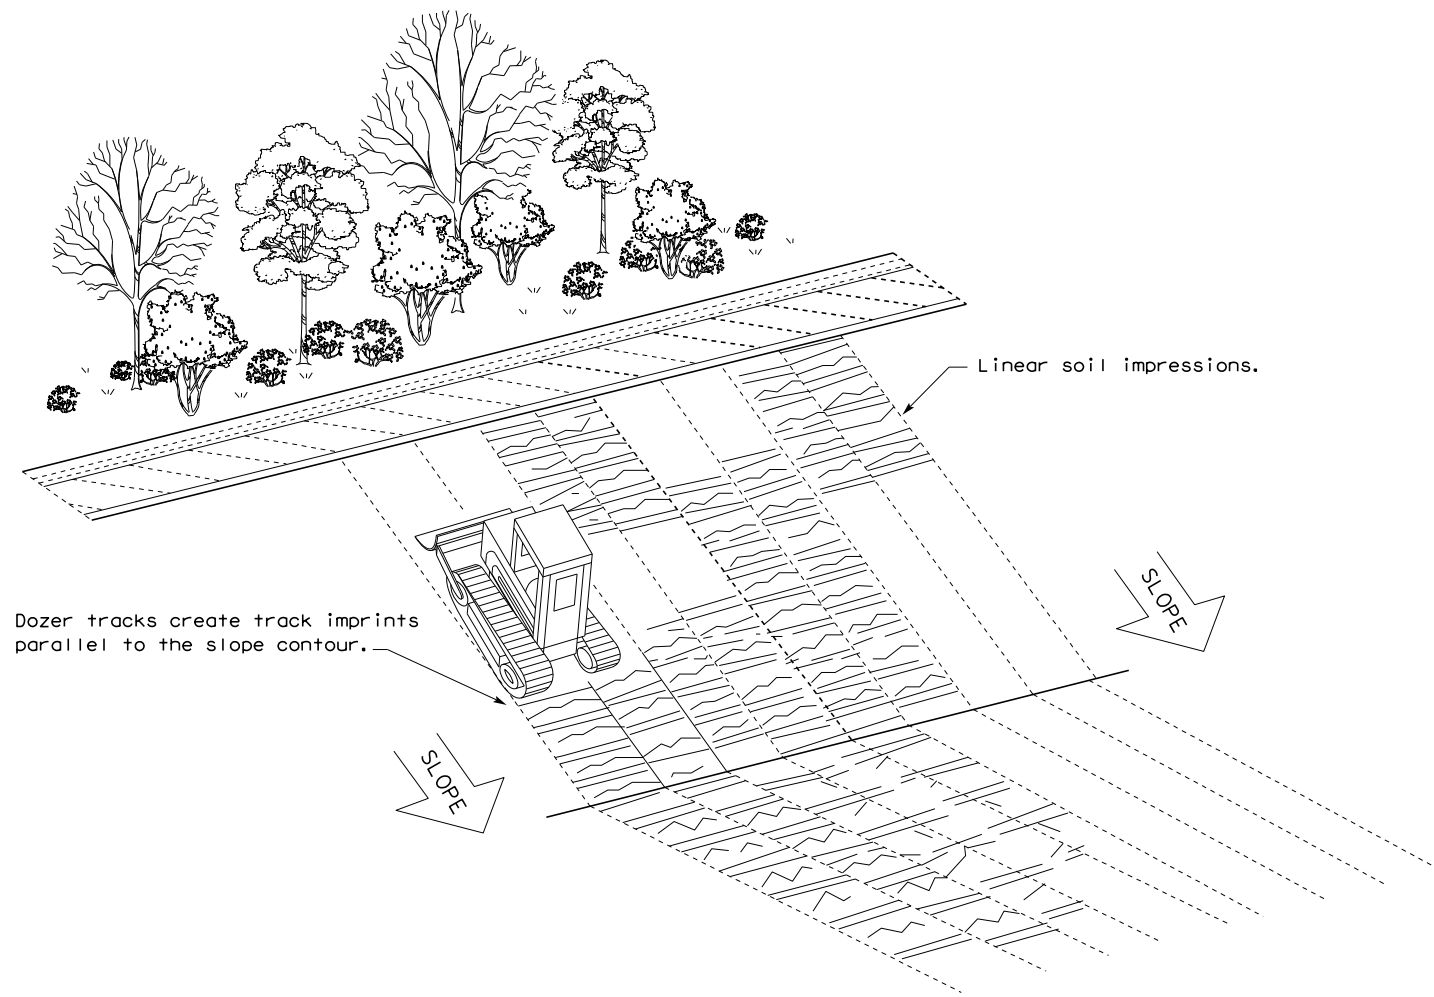 Linear soil impressions.
SLOPE
Dozer tracks create track imprints
parallel to the slope contour.
SLOPE